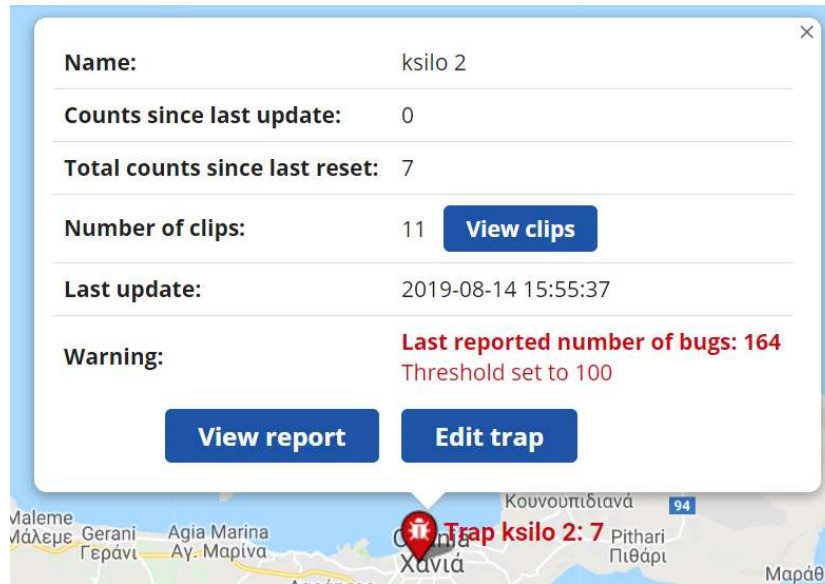 ×
Name: ksilo 2
Counts since last update: 0
Total counts since last reset: 7
Number of clips: 11 View clips
Last update: 2019-08-14 15:55:37
Warning: Last reported number of bugs: 164
Threshold set to 100
View report Edit trap
Κουνουπιδιανά 94
Maleme
Μάλεμε Gerani Agia Marina Trap ksilo 2: 7 Pithari
Γεράνι Αγ. Μαρίνα Χανιά Πιθάρι